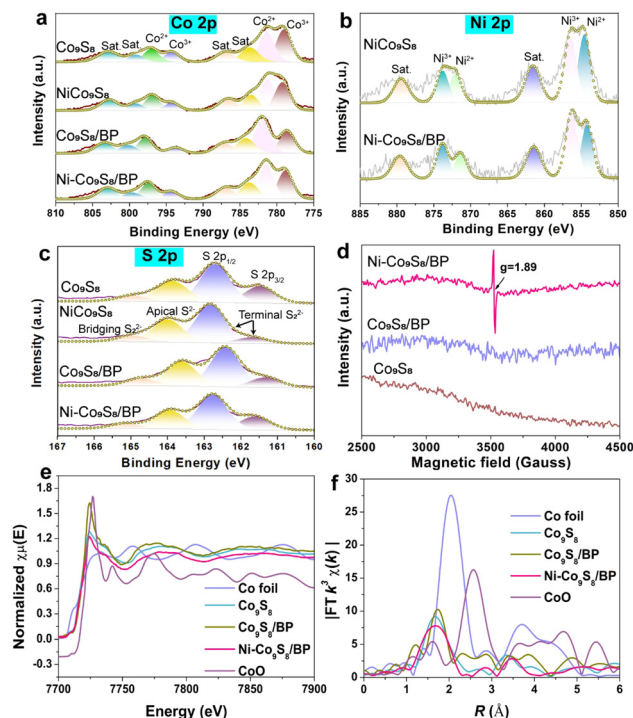 a
Co 2p
Co²⁺
Co³⁺
Co₉S₈
Sat.
Sat.
Co²⁺
Co³⁺
Sat.
Sat.
NiCo₉S₈
Co₉S₈/BP
Ni-Co₉S₈/BP
Intensity (a.u.)
810 805 800 795 790 785 780 775
Binding Energy (eV)
b
Ni 2p
Ni³⁺
Ni²⁺
NiCo₉S₈
Sat.
Ni³⁺
Ni²⁺
Sat.
Ni-Co₉S₈/BP
Intensity (a.u.)
885 880 875 870 865 860 855 850
Binding Energy (eV)
c
S 2p
S 2p₁/₂
Co₉S₈
S 2p₃/₂
NiCo₉S₈
Apical S²⁻
Terminal S₂²⁻
Bridging S₂²⁻
Co₉S₈/BP
Ni-Co₉S₈/BP
Intensity (a.u.)
167 166 165 164 163 162 161 160
Binding Energy (eV)
d
Ni-Co₉S₈/BP
g=1.89
Co₉S₈/BP
Co₉S₈
Intensity (a.u.)
2500 3000 3500 4000 4500
Magnetic field (Gauss)
e
Normalized χμ(E)
1.8
1.5
1.2
0.9
0.6
0.3
0.0
-0.3
Co foil
Co₉S₈
Co₉S₈/BP
Ni-Co₉S₈/BP
CoO
7700 7750 7800 7850 7900
Energy (eV)
f
|FT k³ χ(k) |
30
25
20
15
10
5
0
Co foil
Co₉S₈
Co₉S₈/BP
Ni-Co₉S₈/BP
CoO
0 1 2 3 4 5 6
R (Å)